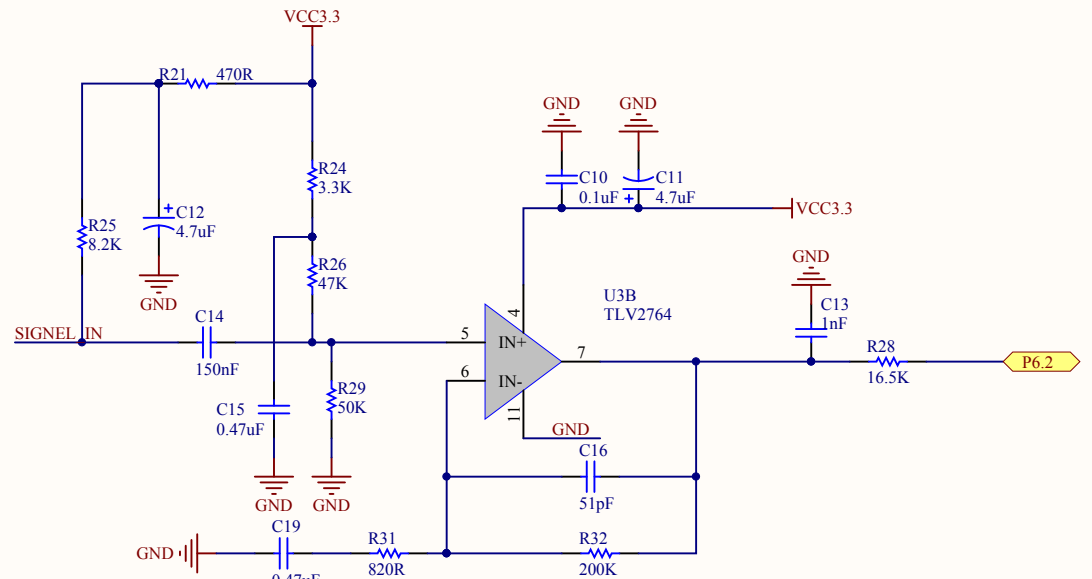 VCC3.3
R21 470R
GND
GND
R24
3.3K
C10
0.1uF
C11
4.7uF
R25
8.2K
C12
4.7uF
VCC3.3
R26
47K
GND
GND
U3B
TLV2764
C13
1nF
SIGNEL_IN
C14
150nF
4
5
IN+
7
R28
16.5K
P6.2
6
IN-
R29
50K
C15
0.47uF
11
GND
C16
51pF
GND
GND
C19
R31
820R
R32
200K
GND
0.47uF